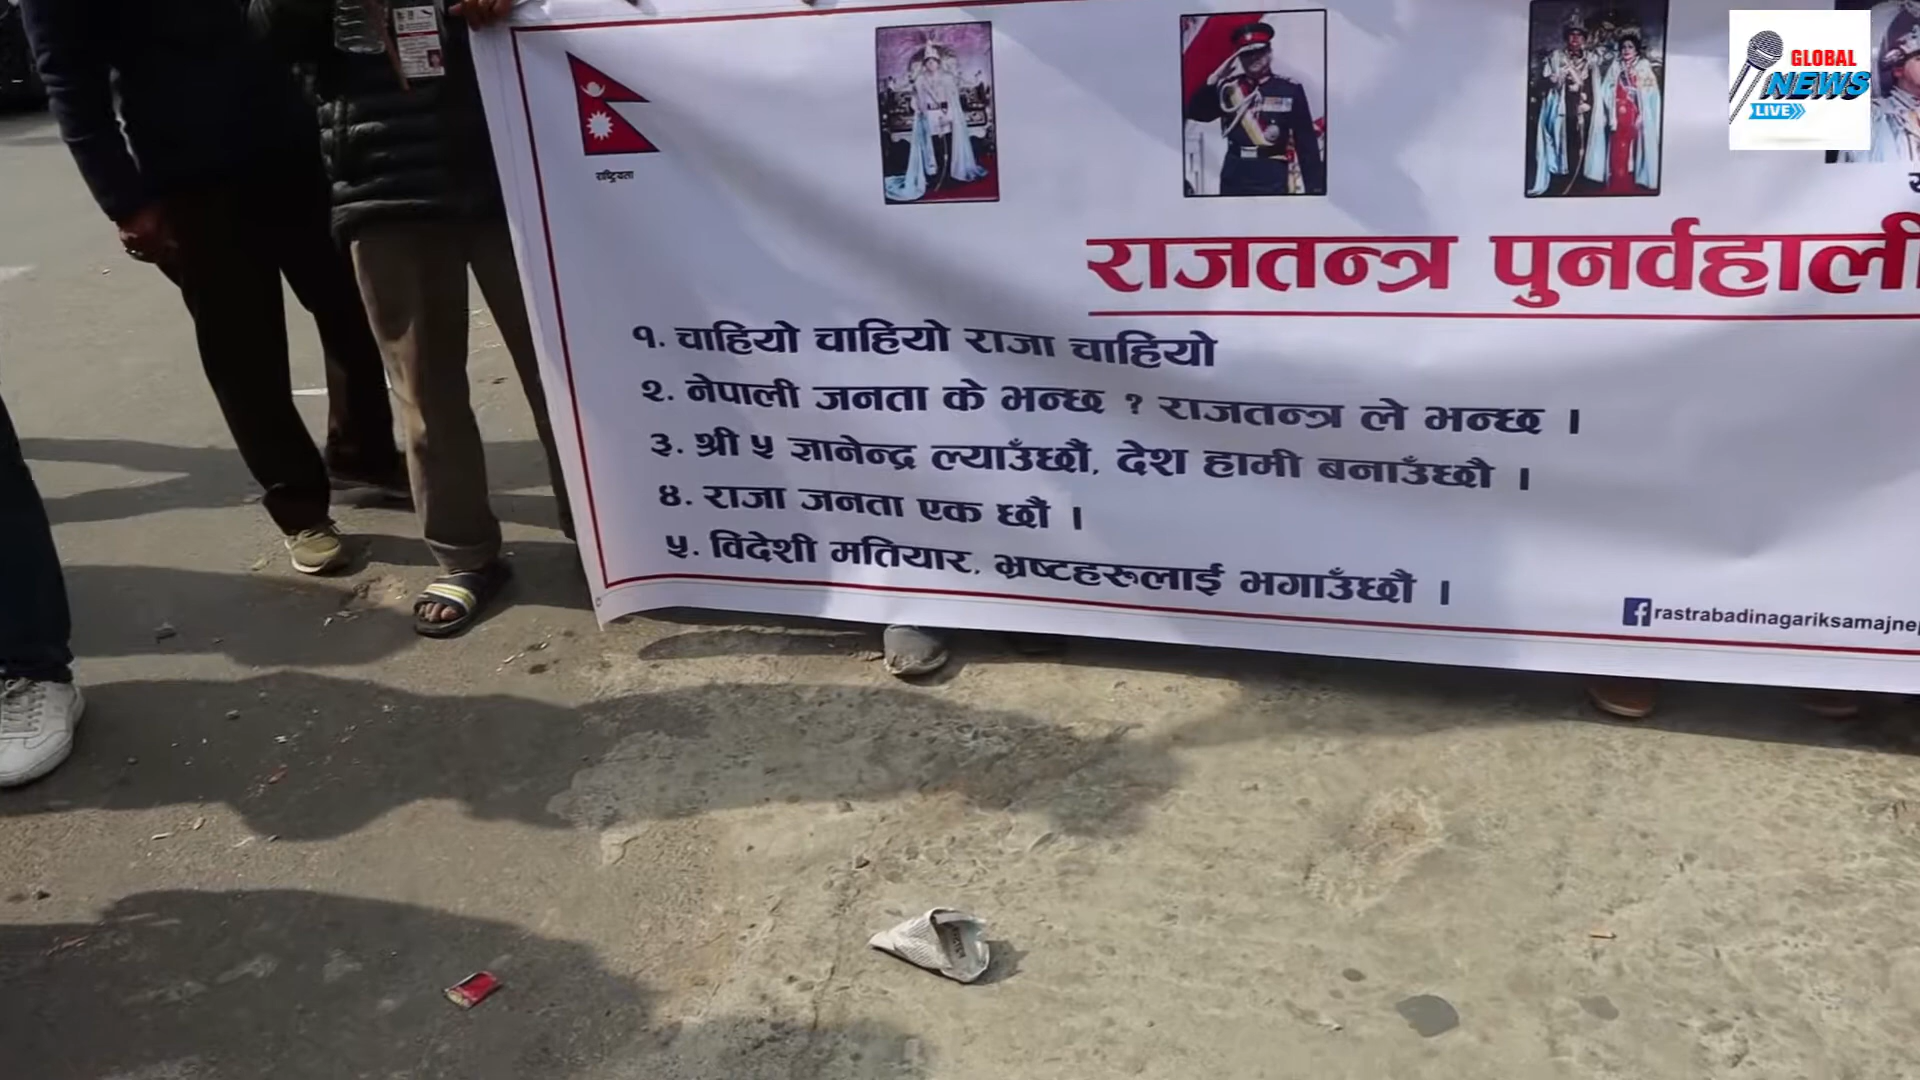 GLOBAL
NEWS
LIVE
राष्ट्रियता
राजतन्त्र पुनर्वहाली
१. चाहियो चाहियो राजा चाहियो
२. नेपाली जनता के भन्छ ? राजतन्त्र ले भन्छ ।
३. श्री ५ ज्ञानेन्द्र ल्याउँछौं, देश हामी बनाउँछौ ।
४. राजा जनता एक छौं ।
५. विदेशी मतियार, भ्रष्टहरुलाई भगाउँछौ ।
rastrabadinagariksamajnep